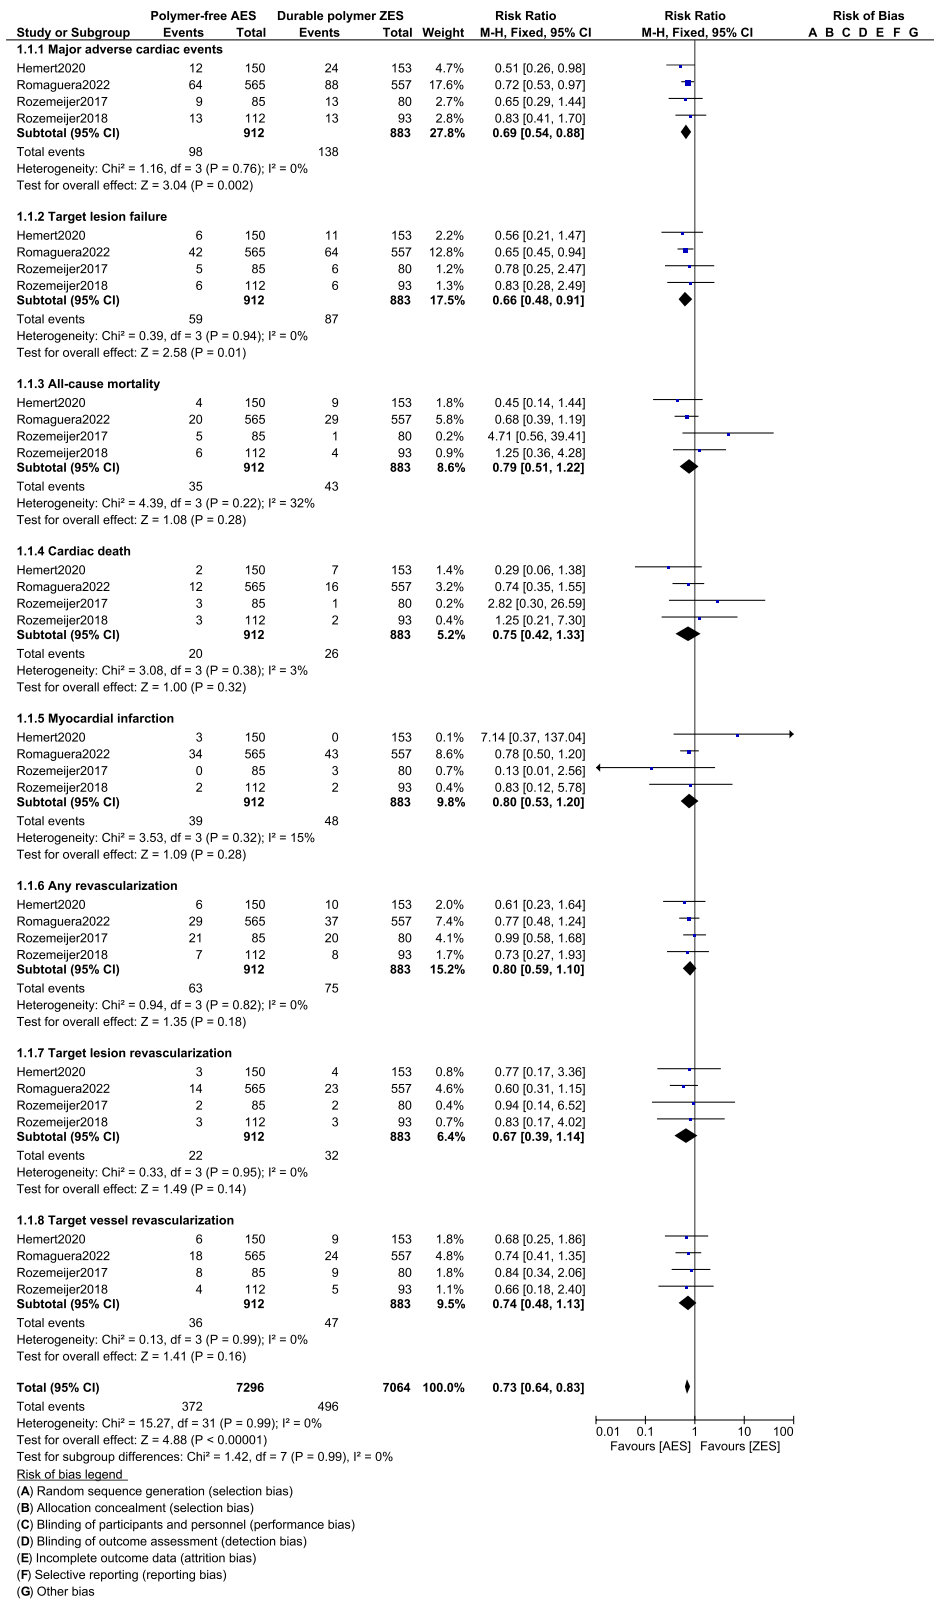 Polymer-free AES Durable polymer ZES Risk Ratio Risk Ratio Risk of Bias
Study or Subgroup Events Total Events Total Weight M-H, Fixed, 95% CI M-H, Fixed, 95% CI A B C D E F G
1.1.1 Major adverse cardiac events
Hemert2020 12 150 24 153 4.7% 0.51 [0.26, 0.98]
Romaguera2022 64 565 88 557 17.6% 0.72 [0.53, 0.97]
Rozemeijer2017 9 85 13 80 2.7% 0.65 [0.29, 1.44]
Rozemeijer2018 13 112 13 93 2.9% 0.83 [0.41, 1.70]
Subtotal (95% CI) 912 883 27.8% 0.69 [0.54, 0.88]
Total events 98 138
Heterogeneity: Chi² = 1.16, df = 3 (P = 0.76); I² = 0%
Test for overall effect: Z = 3.04 (P = 0.002)
1.1.2 Target lesion failure
Hemert2020 6 150 11 153 2.2% 0.56 [0.21, 1.47]
Romaguera2022 42 565 64 557 12.8% 0.65 [0.45, 0.94]
Rozemeijer2017 5 85 6 80 1.2% 0.78 [0.25, 2.47]
Rozemeijer2018 6 112 6 93 1.3% 0.83 [0.28, 2.49]
Subtotal (95% CI) 912 883 17.5% 0.66 [0.48, 0.91]
Total events 59 87
Heterogeneity: Chi² = 0.39, df = 3 (P = 0.94); I² = 0%
Test for overall effect: Z = 2.58 (P = 0.01)
1.1.3 All-cause mortality
Hemert2020 4 150 9 153 1.8% 0.45 [0.14, 1.44]
Romaguera2022 20 565 29 557 5.8% 0.68 [0.39, 1.19]
Rozemeijer2017 5 85 1 80 0.2% 4.71 [0.56, 39.41]
Rozemeijer2018 6 112 4 93 0.9% 1.25 [0.36, 4.28]
Subtotal (95% CI) 912 883 8.6% 0.79 [0.51, 1.22]
Total events 35 43
Heterogeneity: Chi² = 4.39, df = 3 (P = 0.22); I² = 32%
Test for overall effect: Z = 1.08 (P = 0.28)
1.1.4 Cardiac death
Hemert2020 2 150 7 153 1.4% 0.29 [0.06, 1.38]
Romaguera2022 12 565 16 557 3.2% 0.74 [0.35, 1.55]
Rozemeijer2017 3 85 1 80 0.2% 2.82 [0.30, 26.59]
Rozemeijer2018 3 112 2 93 0.4% 1.25 [0.21, 7.30]
Subtotal (95% CI) 912 883 5.2% 0.75 [0.42, 1.33]
Total events 20 26
Heterogeneity: Chi² = 3.08, df = 3 (P = 0.38); I² = 3%
Test for overall effect: Z = 1.00 (P = 0.32)
1.1.5 Myocardial infarction
Hemert2020 3 150 0 153 0.1% 7.14 [0.37, 137.04]
Romaguera2022 34 565 43 557 8.6% 0.78 [0.50, 1.20]
Rozemeijer2017 0 85 3 80 0.7% 0.13 [0.01, 2.56]
Rozemeijer2018 2 112 2 93 0.4% 0.83 [0.12, 5.78]
Subtotal (95% CI) 912 883 9.8% 0.80 [0.53, 1.20]
Total events 39 48
Heterogeneity: Chi² = 3.53, df = 3 (P = 0.32); I² = 15%
Test for overall effect: Z = 1.09 (P = 0.28)
1.1.6 Any revascularization
Hemert2020 6 150 10 153 2.0% 0.61 [0.23, 1.64]
Romaguera2022 29 565 37 557 7.4% 0.77 [0.48, 1.24]
Rozemeijer2017 21 85 20 80 4.1% 0.99 [0.58, 1.68]
Rozemeijer2018 7 112 8 93 1.7% 0.73 [0.27, 1.93]
Subtotal (95% CI) 912 883 15.2% 0.80 [0.59, 1.10]
Total events 63 75
Heterogeneity: Chi² = 0.94, df = 3 (P = 0.82); I² = 0%
Test for overall effect: Z = 1.35 (P = 0.18)
1.1.7 Target lesion revascularization
Hemert2020 3 150 4 153 0.8% 0.77 [0.17, 3.36]
Romaguera2022 14 565 23 557 4.6% 0.60 [0.31, 1.15]
Rozemeijer2017 2 85 2 80 0.4% 0.94 [0.14, 6.52]
Rozemeijer2018 3 112 3 93 0.7% 0.83 [0.17, 4.02]
Subtotal (95% CI) 912 883 6.4% 0.67 [0.39, 1.14]
Total events 22 32
Heterogeneity: Chi² = 0.33, df = 3 (P = 0.95); I² = 0%
Test for overall effect: Z = 1.49 (P = 0.14)
1.1.8 Target vessel revascularization
Hemert2020 6 150 9 153 1.8% 0.68 [0.25, 1.86]
Romaguera2022 18 565 24 557 4.8% 0.74 [0.41, 1.35]
Rozemeijer2017 8 85 9 80 1.8% 0.84 [0.34, 2.06]
Rozemeijer2018 4 112 5 93 1.1% 0.66 [0.18, 2.40]
Subtotal (95% CI) 912 883 9.5% 0.74 [0.48, 1.13]
Total events 36 47
Heterogeneity: Chi² = 0.13, df = 3 (P = 0.99); I² = 0%
Test for overall effect: Z = 1.41 (P = 0.16)
Total (95% CI) 7296 7064 100.0% 0.73 [0.64, 0.83]
Total events 372 496
Heterogeneity: Chi² = 15.27, df = 31 (P = 0.99); I² = 0%
Test for overall effect: Z = 4.88 (P < 0.00001)
Test for subgroup differences: Chi² = 1.42, df = 7 (P = 0.99), I² = 0%
0.01 0.1 1 10 100
Favours [AES] Favours [ZES]
Risk of bias legend
(A) Random sequence generation (selection bias)
(B) Allocation concealment (selection bias)
(C) Blinding of participants and personnel (performance bias)
(D) Blinding of outcome assessment (detection bias)
(E) Incomplete outcome data (attrition bias)
(F) Selective reporting (reporting bias)
(G) Other bias